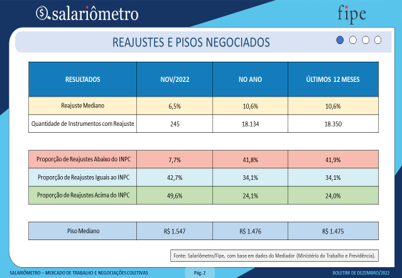 salariômetro
fipe
REAJUSTES E PISOS NEGOCIADOS
RESULTADOS NOV/2022 NO ANO ÚLTIMOS 12 MESES
Reajuste Mediano 6,5% 10,6% 10,6%
Quantidade de Instrumentos com Reajuste 245 18.134 18.350
Proporção de Reajustes Abaixo do INPC 7,7% 41,8% 41,9%
Proporção de Reajustes Iguais ao INPC 42,7% 34,1% 34,1%
Proporção de Reajustes Acima do INPC 49,6% 24,1% 24,0%
Piso Mediano R$ 1.547 R$ 1.476 R$ 1.475
Fonte: Salariômetro/Fipe, com base em dados do Mediador (Ministério do Trabalho e Previdência).
SALARIÔMETRO – MERCADO DE TRABALHO E NEGOCIAÇÕES COLETIVAS Pág. 2 BOLETIM DE DEZEMBRO/2022